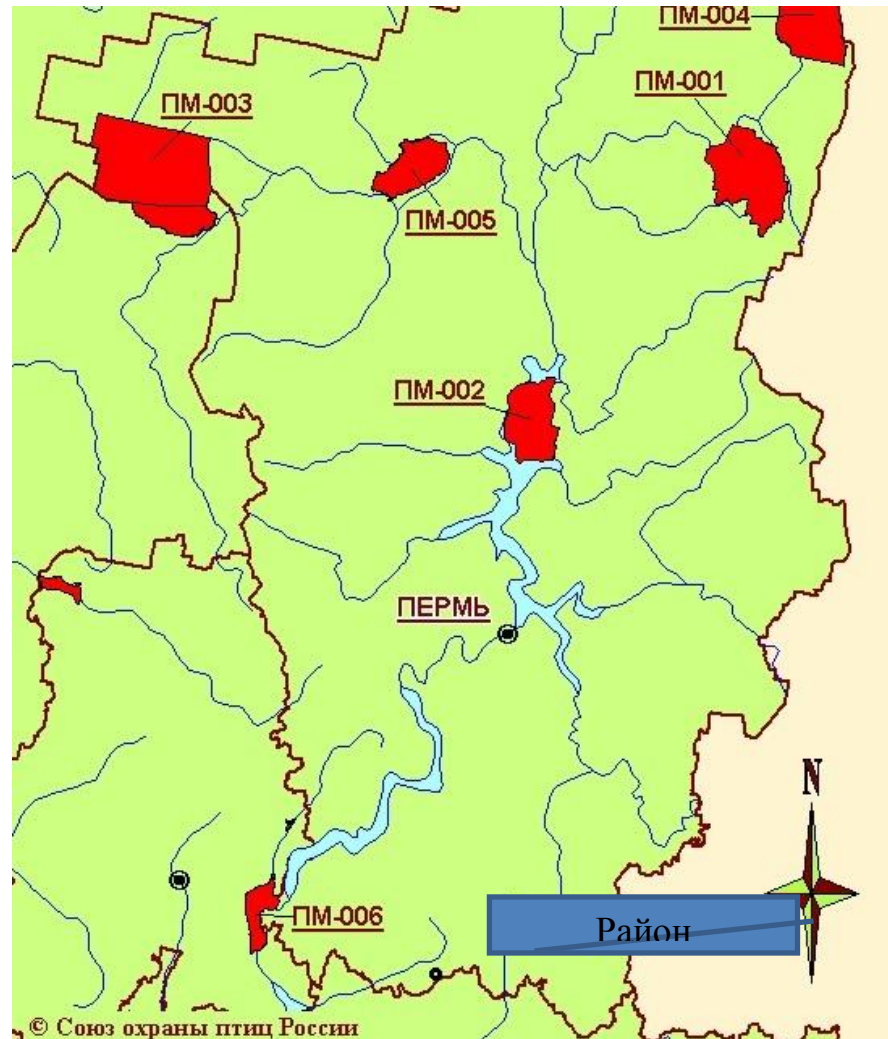 ПМ-004
ПМ-001
ПМ-003
ПМ-005
ПМ-002
ПЕРМЬ
N
ПМ-006
Район
© Союз охраны птиц России